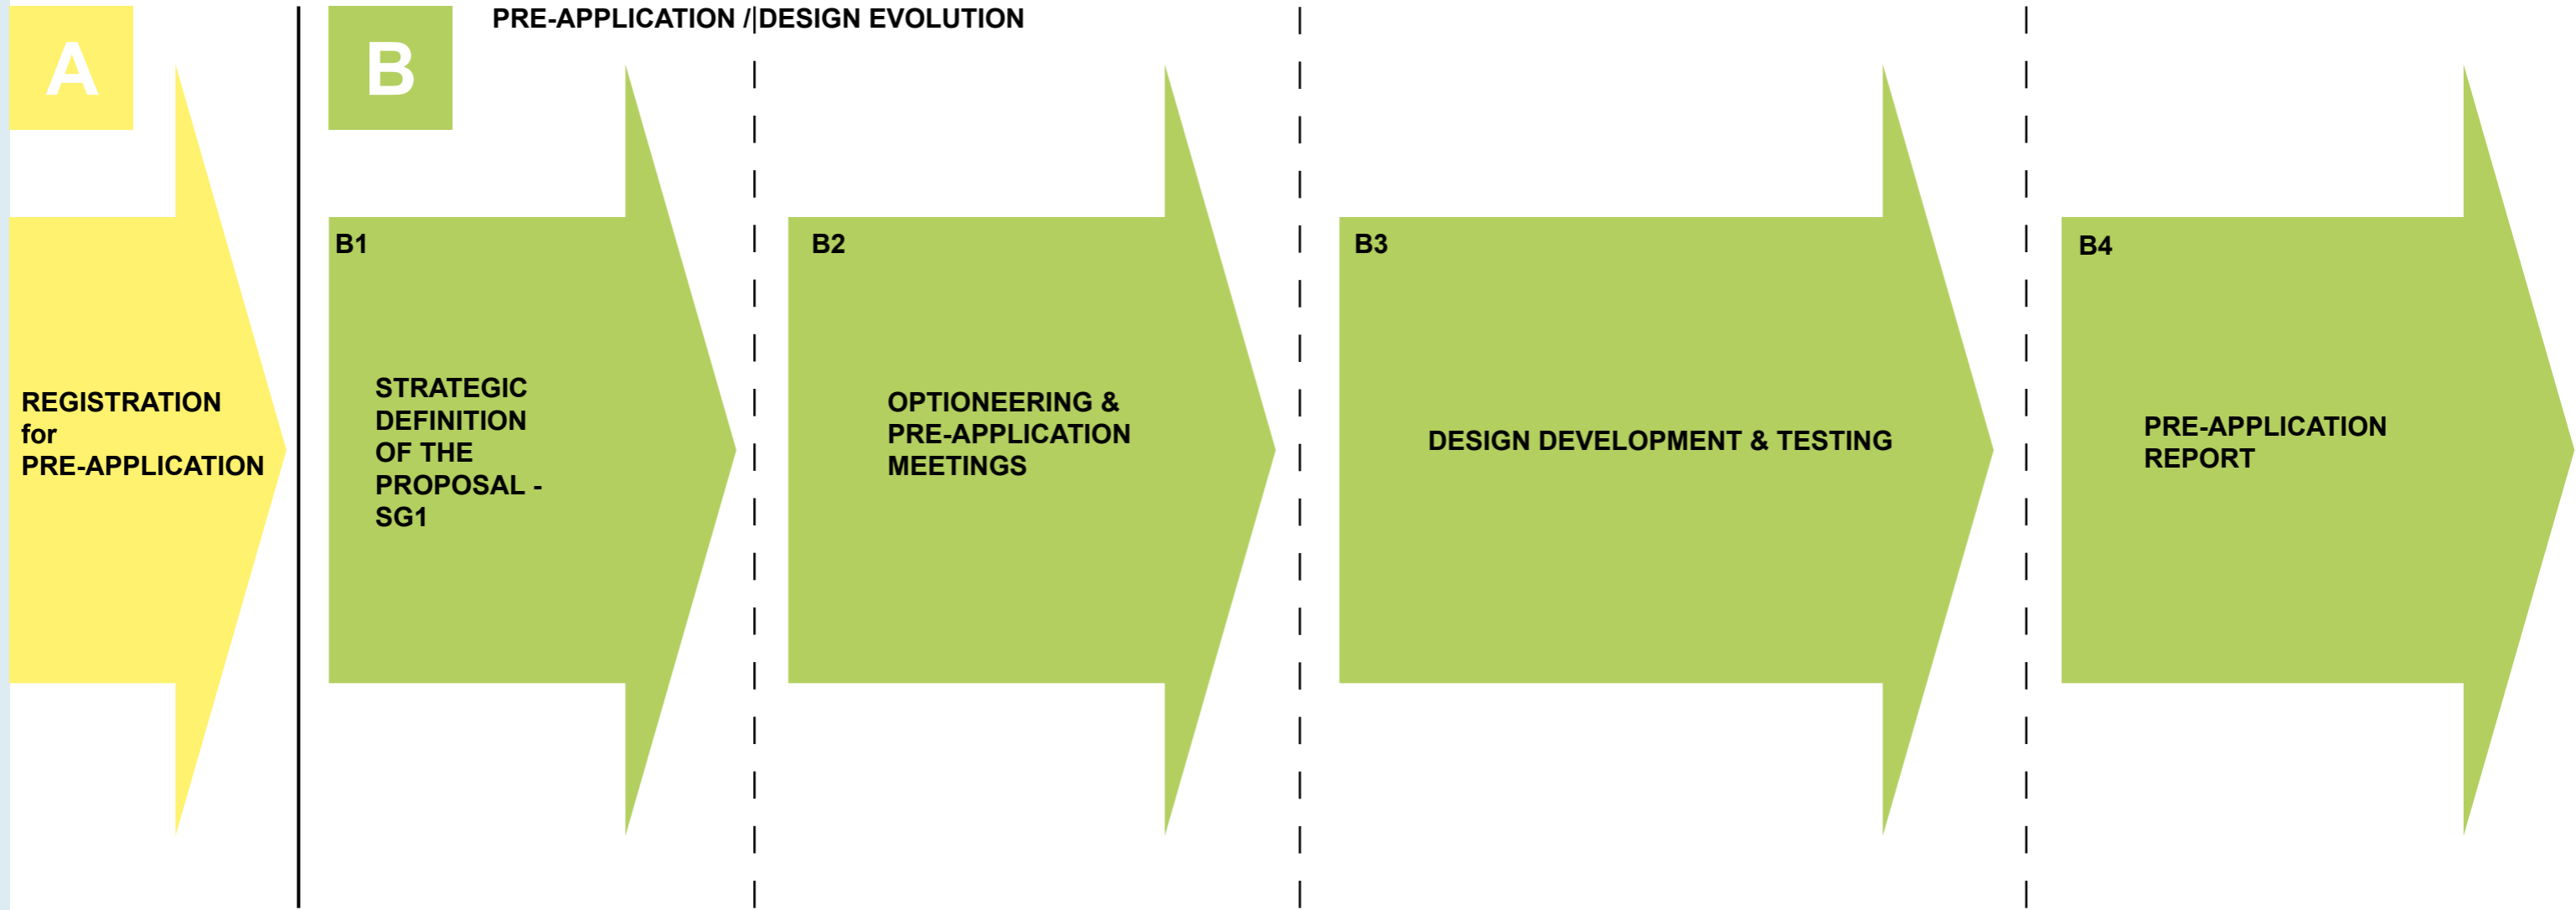 A
REGISTRATION
for
PRE-APPLICATION
B
PRE-APPLICATION / DESIGN EVOLUTION
B1
STRATEGIC
DEFINITION
OF THE
PROPOSAL -
SG1
B2
OPTIONEERING &
PRE-APPLICATION
MEETINGS
B3
DESIGN DEVELOPMENT & TESTING
B4
PRE-APPLICATION
REPORT